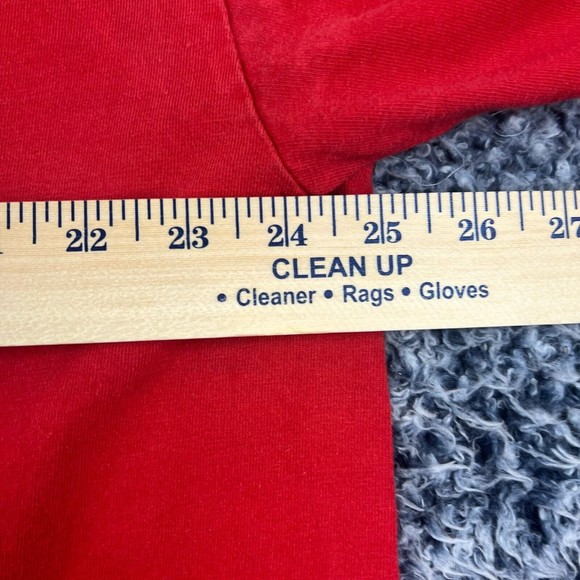 22 23 24 25 26 27
CLEAN UP
• Cleaner • Rags • Gloves